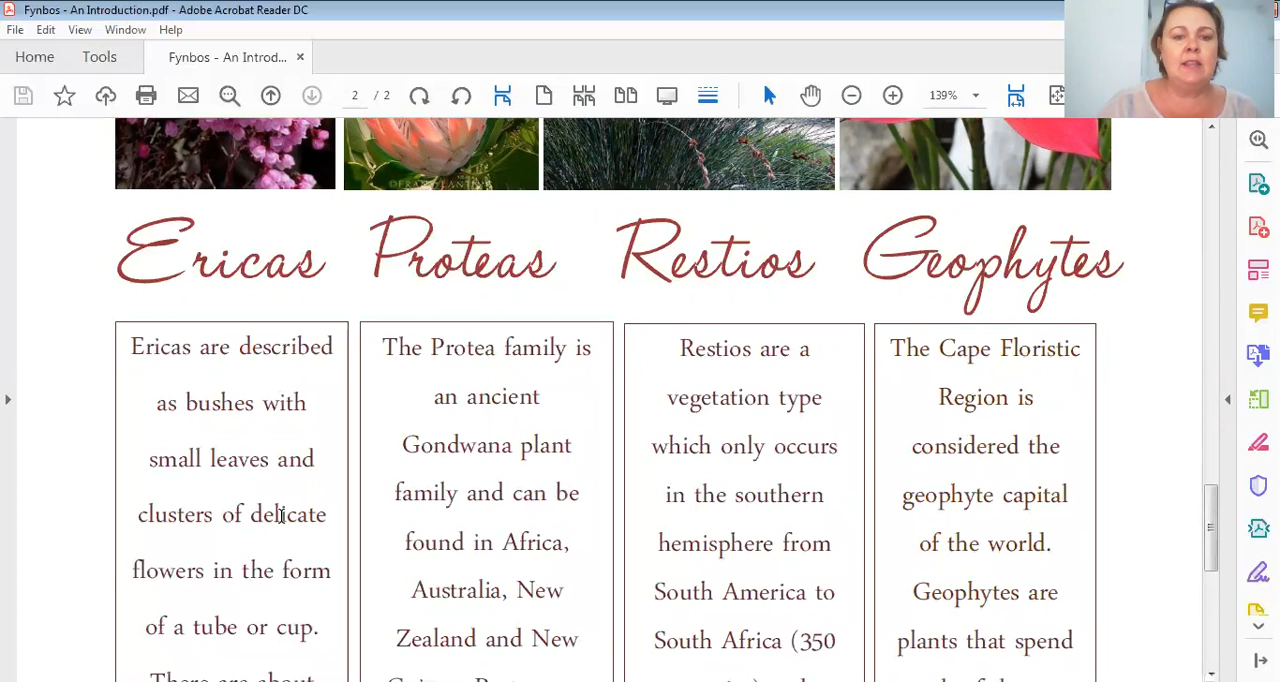 Fynbos - An Introduction.pdf - Adobe Acrobat Reader DC
File Edit View Window Help
Home Tools Fynbos - An Introd... ×
2 / 2 139%
Ericas Proteas Restios Geophytes
Ericas are described
as bushes with
small leaves and
clusters of delicate
flowers in the form
of a tube or cup.
There are about
The Protea family is
an ancient
Gondwana plant
family and can be
found in Africa,
Australia, New
Zealand and New
Restios are a
vegetation type
which only occurs
in the southern
hemisphere from
South America to
South Africa (350
The Cape Floristic
Region is
considered the
geophyte capital
of the world.
Geophytes are
plants that spend